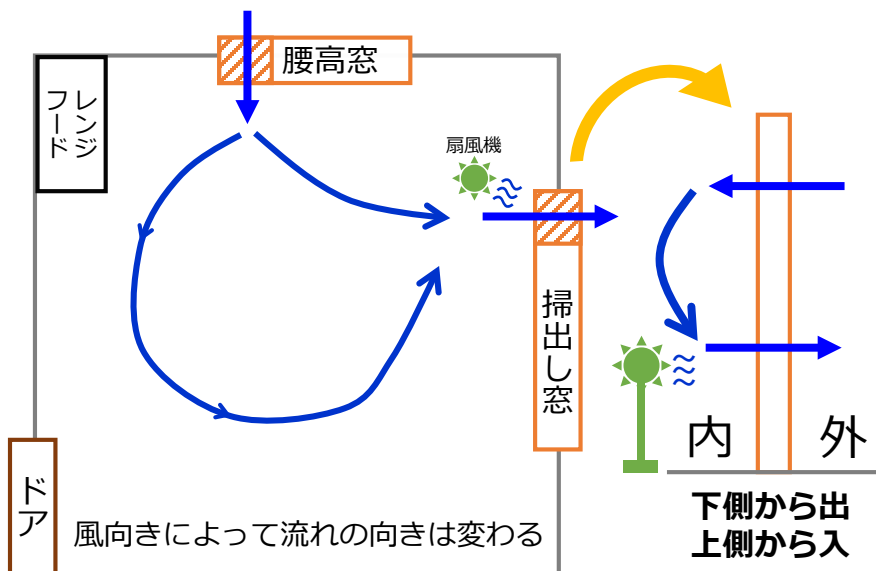 腰高窓
レンジ
フード
扇風機
掃出し窓
ドア
内
外
風向きによって流れの向きは変わる
下側から出
上側から入